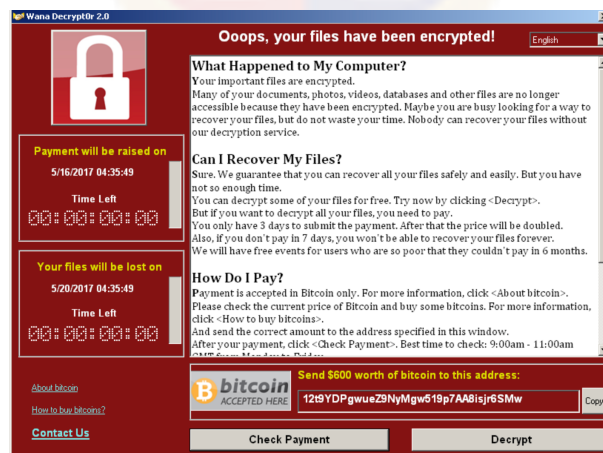 Wana Decrypt0r 2.0
Ooops, your files have been encrypted!
English
What Happened to My Computer?
Your important files are encrypted.
Many of your documents, photos, videos, databases and other files are no longer
accessible because they have been encrypted. Maybe you are busy looking for a way to
recover your files, but do not waste your time. Nobody can recover your files without
our decryption service.
Can I Recover My Files?
Sure. We guarantee that you can recover all your files safely and easily. But you have
not so enough time.
You can decrypt some of your files for free. Try now by clicking <Decrypt>.
But if you want to decrypt all your files, you need to pay.
You only have 3 days to submit the payment. After that the price will be doubled.
Also, if you don't pay in 7 days, you won't be able to recover your files forever.
We will have free events for users who are so poor that they couldn't pay in 6 months.
How Do I Pay?
Payment is accepted in Bitcoin only. For more information, click <About bitcoin>.
Please check the current price of Bitcoin and buy some bitcoins. For more information,
click <How to buy bitcoins>.
And send the correct amount to the address specified in this window.
After your payment, click <Check Payment>. Best time to check: 9:00am - 11:00am
GMT from Monday to Friday.
Payment will be raised on
5/16/2017 04:35:49
Time Left
00:00:00:00
Your files will be lost on
5/20/2017 04:35:49
Time Left
00:00:00:00
About bitcoin
How to buy bitcoins?
Contact Us
bitcoin
ACCEPTED HERE
Send $600 worth of bitcoin to this address:
12t9YDPgwueZ9NyMgw519p7AA8isjr6SMw
Copy
Check Payment
Decrypt